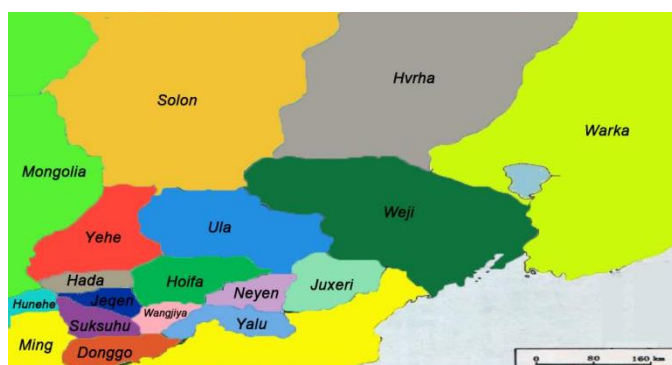 Solon
Hvrha
Warka
Mongolia
Weji
Ula
Yehe
Hada
Hoifa
Juxeri
Neyen
Hunehe
Jeqen
Wangjiya
Suksuhu
Yalu
Ming
Donggo
0 80 160 km